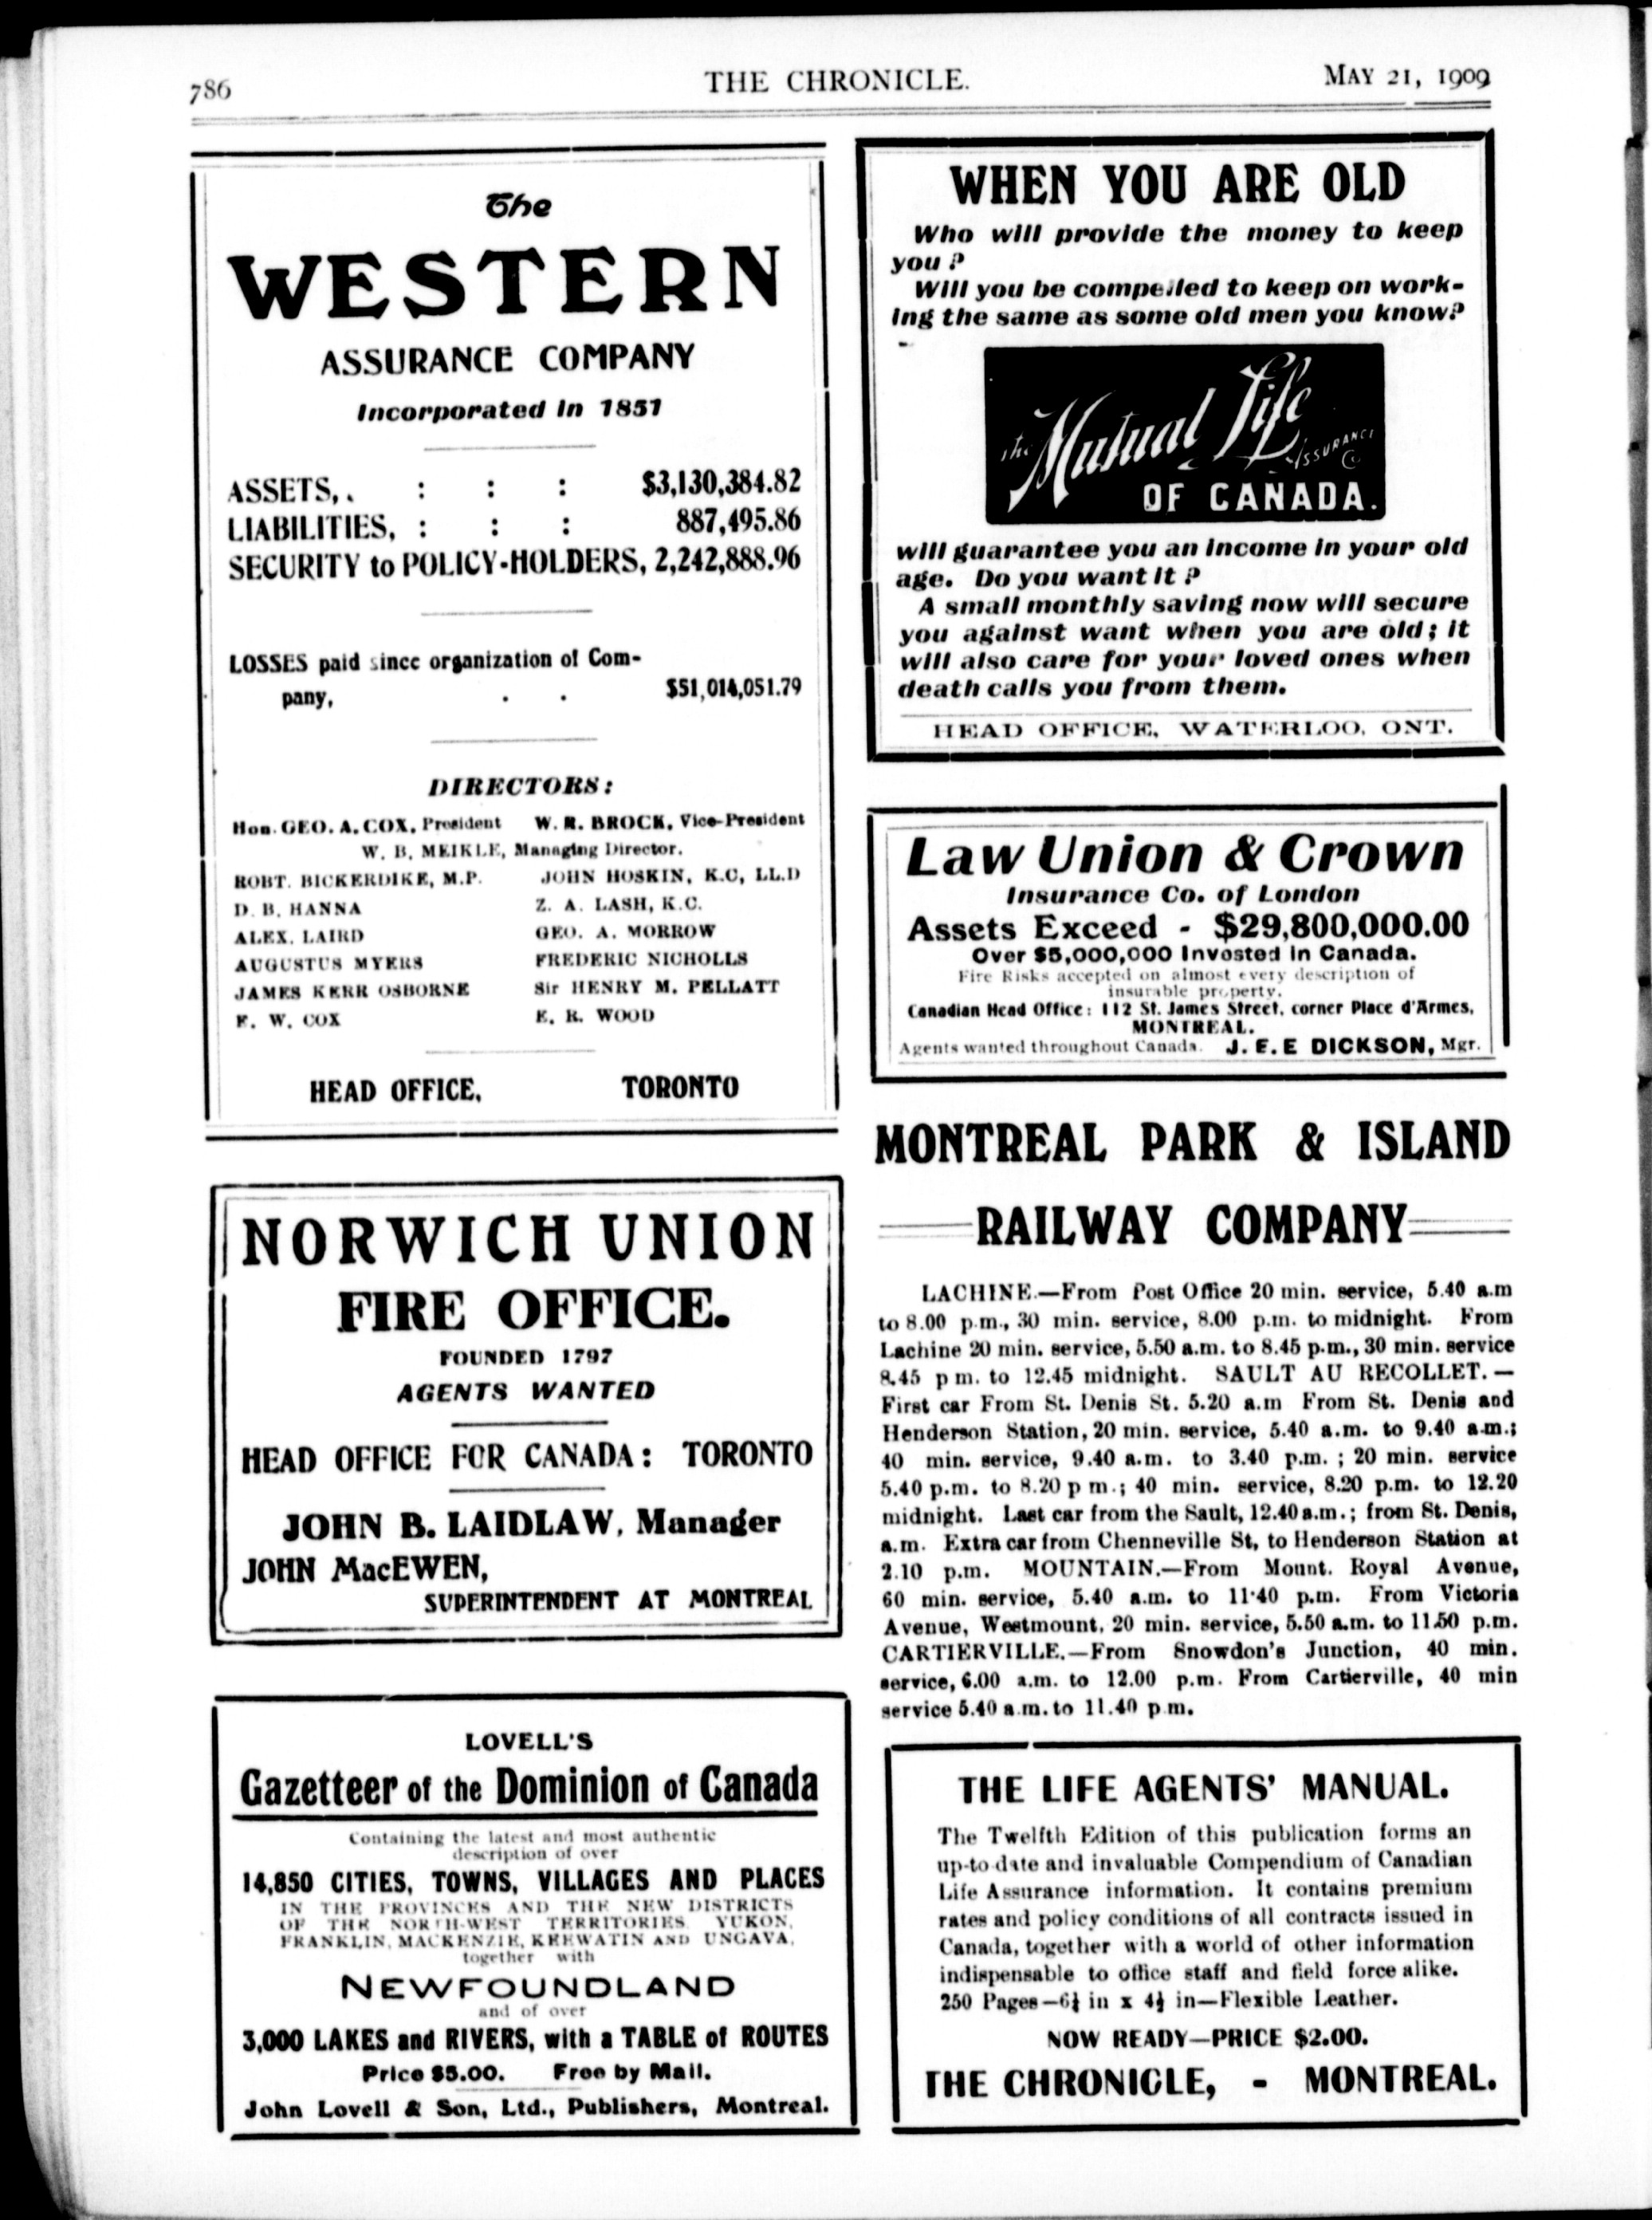 786
THE CHRONICLE.
MAY 21, 1909
The
WESTERN
ASSURANCE COMPANY
Incorporated in 1851
ASSETS, . : : : $3,130,384.82
LIABILITIES, : : : 887,495.86
SECURITY to POLICY-HOLDERS, 2,242,888.96
LOSSES paid since organization of Com-
pany, . . $51,014,051.79
DIRECTORS:
Hon. GEO. A. COX, President W. R. BROCK, Vice-President
W. B. MEIKLE, Managing Director.
ROBT. BICKERDIKE, M.P. JOHN HOSKIN, K.C, LL.D
D. B. HANNA Z. A. LASH, K.C.
ALEX. LAIRD GEO. A. MORROW
AUGUSTUS MYERS FREDERIC NICHOLLS
JAMES KERR OSBORNE Sir HENRY M. PELLATT
F. W. COX E. R. WOOD
HEAD OFFICE, TORONTO
NORWICH UNION
FIRE OFFICE.
FOUNDED 1797
AGENTS WANTED
HEAD OFFICE FOR CANADA: TORONTO
JOHN B. LAIDLAW, Manager
JOHN MacEWEN,
SUPERINTENDENT AT MONTREAL
LOVELL'S
Gazetteer of the Dominion of Canada
Containing the latest and most authentic
description of over
14,850 CITIES, TOWNS, VILLAGES AND PLACES
IN THE PROVINCES AND THE NEW DISTRICTS
OF THE NORTH-WEST TERRITORIES YUKON,
FRANKLIN, MACKENZIE, KEEWATIN AND UNGAVA,
together with
NEWFOUNDLAND
and of over
3,000 LAKES and RIVERS, with a TABLE of ROUTES
Price $5.00. Free by Mail.
John Lovell & Son, Ltd., Publishers, Montreal.
WHEN YOU ARE OLD
Who will provide the money to keep
you?
Will you be compelled to keep on work-
ing the same as some old men you know?
The Mutual Life
ASSURANCE
Co
OF CANADA.
will guarantee you an income in your old
age. Do you want it?
A small monthly saving now will secure
you against want when you are old; it
will also care for your loved ones when
death calls you from them.
HEAD OFFICE, WATERLOO, ONT.
Law Union & Crown
Insurance Co. of London
Assets Exceed - $29,800,000.00
Over $5,000,000 Invested in Canada.
Fire Risks accepted on almost every description of
insurable property.
Canadian Head Office: 112 St. James Street, corner Place d'Armes,
MONTREAL.
Agents wanted throughout Canada. J. E. E DICKSON, Mgr.
MONTREAL PARK & ISLAND
RAILWAY COMPANY
LACHINE.—From Post Office 20 min. service, 5.40 a.m
to 8.00 p.m., 30 min. service, 8.00 p.m. to midnight. From
Lachine 20 min. service, 5.50 a.m. to 8.45 p.m., 30 min. service
8.45 p m. to 12.45 midnight. SAULT AU RECOLLET. —
First car From St. Denis St. 5.20 a.m From St. Denis and
Henderson Station, 20 min. service, 5.40 a.m. to 9.40 a.m.;
40 min. service, 9.40 a.m. to 3.40 p.m. ; 20 min. service
5.40 p.m. to 8.20 p m.; 40 min. service, 8.20 p.m. to 12.20
midnight. Last car from the Sault, 12.40 a.m.; from St. Denis,
a.m. Extra car from Chenneville St, to Henderson Station at
2.10 p.m. MOUNTAIN.—From Mount. Royal Avenue,
60 min. service, 5.40 a.m. to 11·40 p.m. From Victoria
Avenue, Westmount, 20 min. service, 5.50 a.m. to 11.50 p.m.
CARTIERVILLE.—From Snowdon's Junction, 40 min.
service, 6.00 a.m. to 12.00 p.m. From Cartierville, 40 min
service 5.40 a.m. to 11.40 p m.
THE LIFE AGENTS' MANUAL.
The Twelfth Edition of this publication forms an
up-to date and invaluable Compendium of Canadian
Life Assurance information. It contains premium
rates and policy conditions of all contracts issued in
Canada, together with a world of other information
indispensable to office staff and field force alike.
250 Pages—6½ in x 4½ in—Flexible Leather.
NOW READY—PRICE $2.00.
THE CHRONICLE, - MONTREAL.